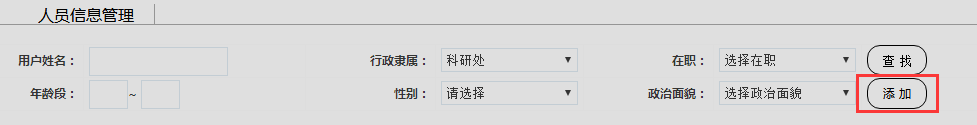 人员信息管理
用户姓名： 行政隶属： 科研处 在职： 选择在职 查 找
年龄段： ~ 性别： 请选择 政治面貌： 选择政治面貌 添 加